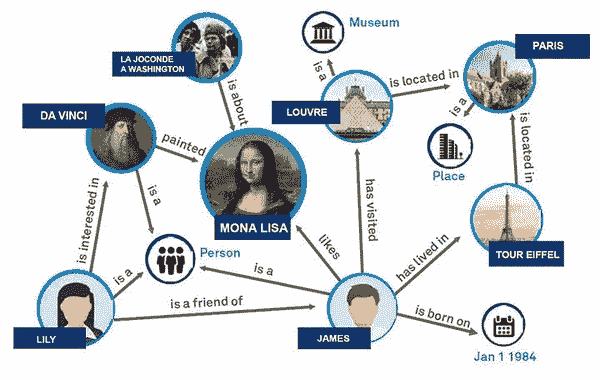 LA JOCONDE
A WASHINGTON
Museum
PARIS
is a
is located in
DA VINCI
is about
LOUVRE
painted
is a
is located in
Place
is interested in
is a
MONA LISA
has visited
Person
likes
has lived in
TOUR EIFFEL
is a
is a
is a friend of
is born on
LILY
JAMES
Jan 1 1984